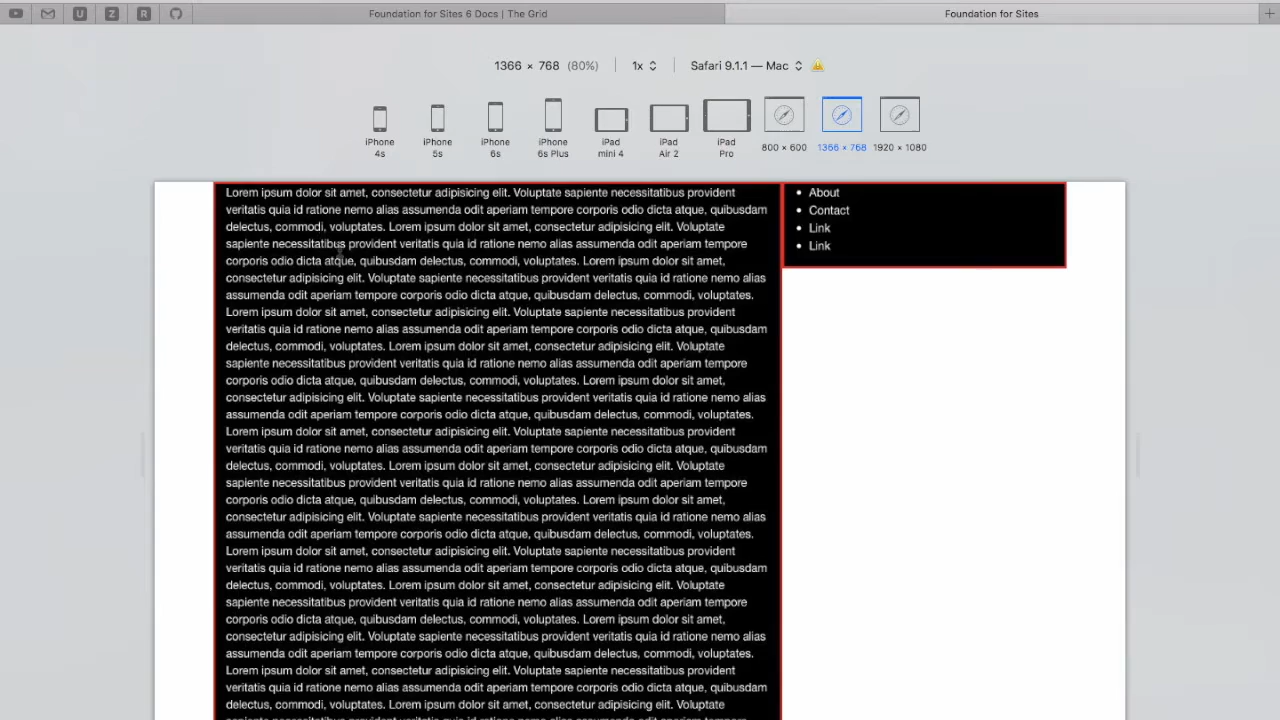 U Z R Foundation for Sites 6 Docs | The Grid Foundation for Sites +
1366 × 768 (80%) 1x Safari 9.1.1 — Mac
iPhone 4s
iPhone 5s
iPhone 6s
iPhone 6s Plus
iPad mini 4
iPad Air 2
iPad Pro
800 × 600
1366 × 768
1920 × 1080
Lorem ipsum dolor sit amet, consectetur adipisicing elit. Voluptate sapiente necessitatibus provident
veritatis quia id ratione nemo alias assumenda odit aperiam tempore corporis odio dicta atque, quibusdam
delectus, commodi, voluptates. Lorem ipsum dolor sit amet, consectetur adipisicing elit. Voluptate
sapiente necessitatibus provident veritatis quia id ratione nemo alias assumenda odit aperiam tempore
corporis odio dicta atque, quibusdam delectus, commodi, voluptates. Lorem ipsum dolor sit amet,
consectetur adipisicing elit. Voluptate sapiente necessitatibus provident veritatis quia id ratione nemo alias
assumenda odit aperiam tempore corporis odio dicta atque, quibusdam delectus, commodi, voluptates.
Lorem ipsum dolor sit amet, consectetur adipisicing elit. Voluptate sapiente necessitatibus provident
veritatis quia id ratione nemo alias assumenda odit aperiam tempore corporis odio dicta atque, quibusdam
delectus, commodi, voluptates. Lorem ipsum dolor sit amet, consectetur adipisicing elit. Voluptate
sapiente necessitatibus provident veritatis quia id ratione nemo alias assumenda odit aperiam tempore
corporis odio dicta atque, quibusdam delectus, commodi, voluptates. Lorem ipsum dolor sit amet,
consectetur adipisicing elit. Voluptate sapiente necessitatibus provident veritatis quia id ratione nemo alias
assumenda odit aperiam tempore corporis odio dicta atque, quibusdam delectus, commodi, voluptates.
Lorem ipsum dolor sit amet, consectetur adipisicing elit. Voluptate sapiente necessitatibus provident
veritatis quia id ratione nemo alias assumenda odit aperiam tempore corporis odio dicta atque, quibusdam
delectus, commodi, voluptates. Lorem ipsum dolor sit amet, consectetur adipisicing elit. Voluptate
sapiente necessitatibus provident veritatis quia id ratione nemo alias assumenda odit aperiam tempore
corporis odio dicta atque, quibusdam delectus, commodi, voluptates. Lorem ipsum dolor sit amet,
consectetur adipisicing elit. Voluptate sapiente necessitatibus provident veritatis quia id ratione nemo alias
assumenda odit aperiam tempore corporis odio dicta atque, quibusdam delectus, commodi, voluptates.
Lorem ipsum dolor sit amet, consectetur adipisicing elit. Voluptate sapiente necessitatibus provident
veritatis quia id ratione nemo alias assumenda odit aperiam tempore corporis odio dicta atque, quibusdam
delectus, commodi, voluptates. Lorem ipsum dolor sit amet, consectetur adipisicing elit. Voluptate
sapiente necessitatibus provident veritatis quia id ratione nemo alias assumenda odit aperiam tempore
corporis odio dicta atque, quibusdam delectus, commodi, voluptates. Lorem ipsum dolor sit amet,
consectetur adipisicing elit. Voluptate sapiente necessitatibus provident veritatis quia id ratione nemo alias
assumenda odit aperiam tempore corporis odio dicta atque, quibusdam delectus, commodi, voluptates.
Lorem ipsum dolor sit amet, consectetur adipisicing elit. Voluptate sapiente necessitatibus provident
veritatis quia id ratione nemo alias assumenda odit aperiam tempore corporis odio dicta atque, quibusdam
delectus, commodi, voluptates. Lorem ipsum dolor sit amet, consectetur adipisicing elit. Voluptate
• About
• Contact
• Link
• Link